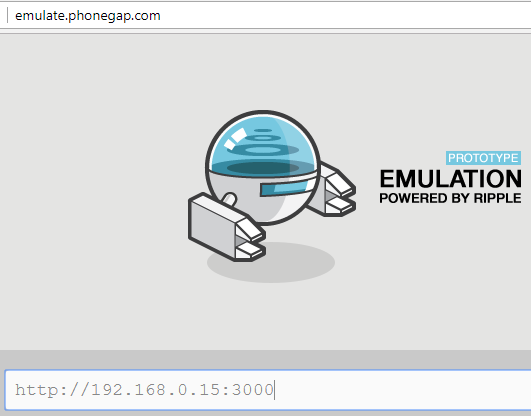 emulate.phonegap.com
PROTOTYPE
EMULATION
POWERED BY RIPPLE
http://192.168.0.15:3000